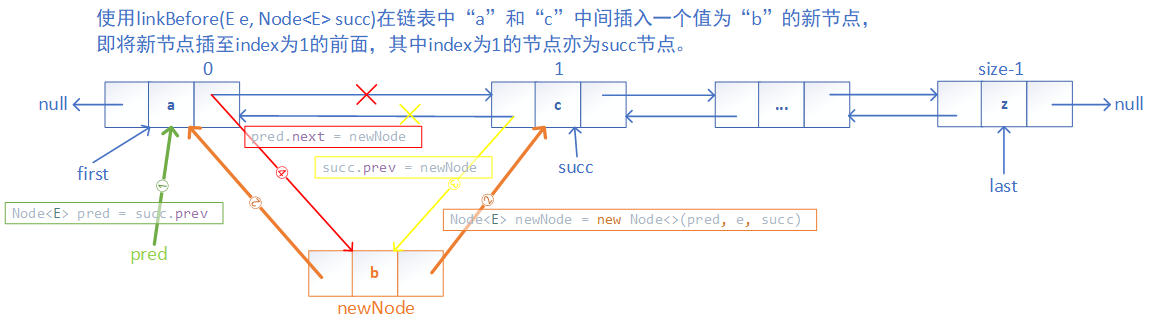 使用linkBefore(E e, Node<E> succ)在链表中“a”和“c”中间插入一个值为“b”的新节点，
即将新节点插至index为1的前面，其中index为1的节点亦为succ节点。
0
1
size-1
null
a
c
...
z
null
pred.next = newNode
first
succ.prev = newNode
succ
last
4
3
1
2
2
Node<E> pred = succ.prev
Node<E> newNode = new Node<>(pred, e, succ)
pred
b
newNode